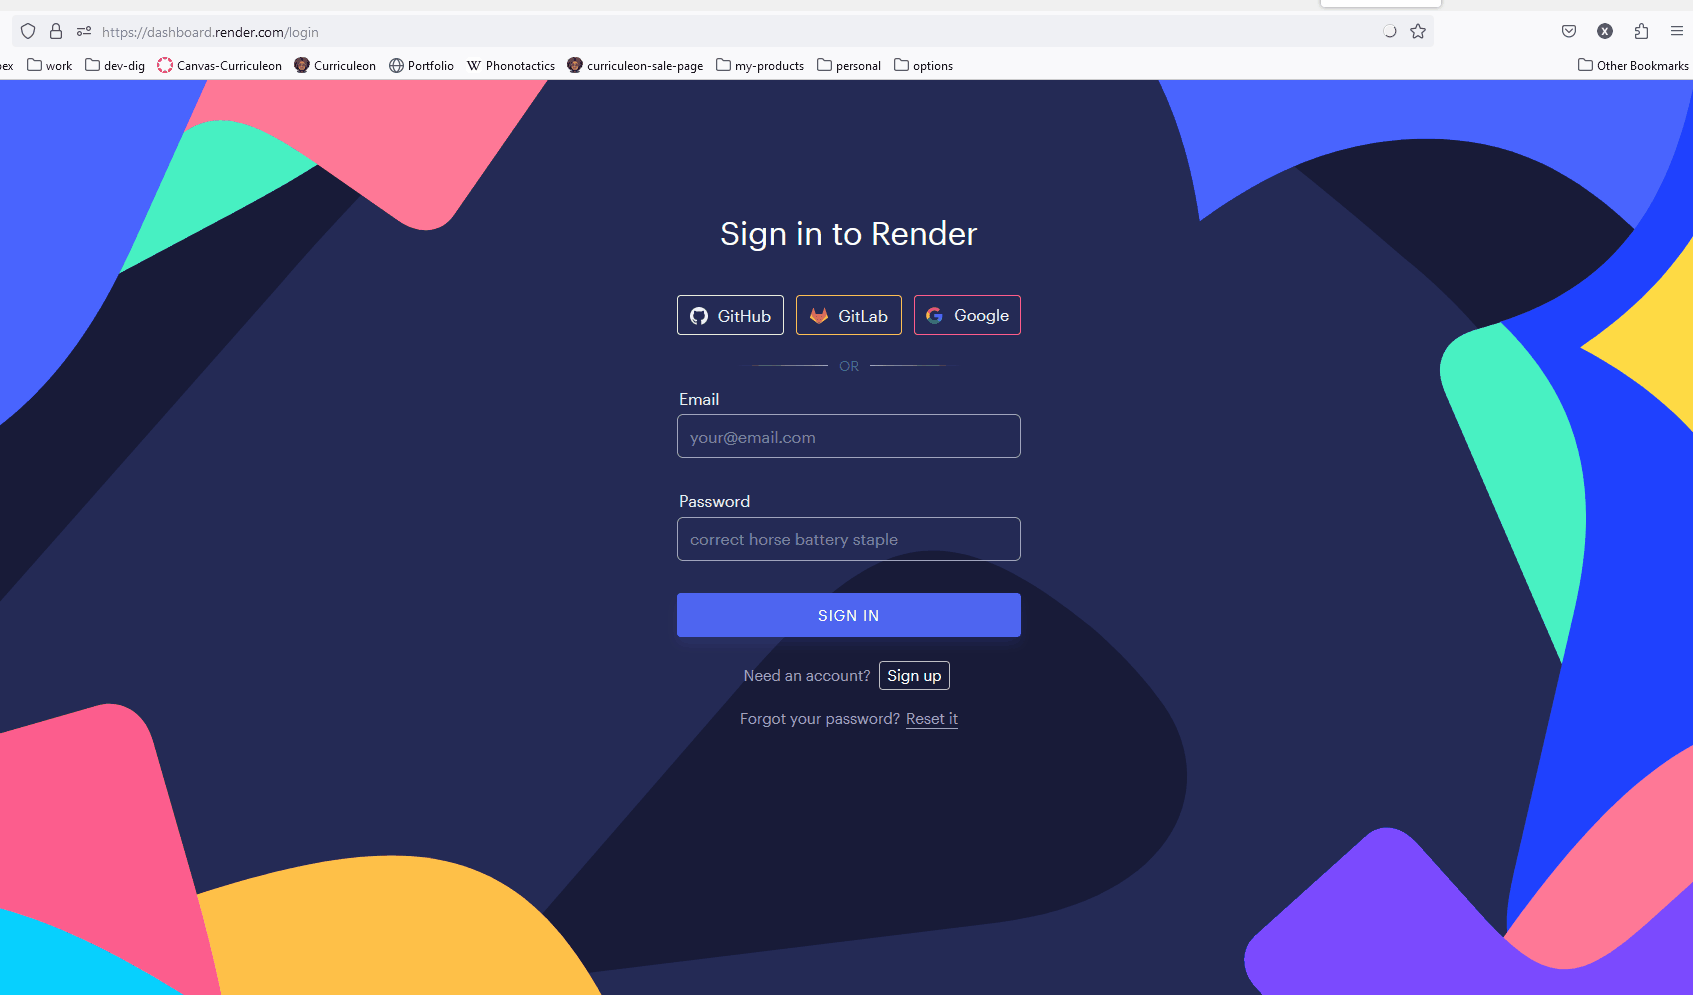 https://dashboard.render.com/login
work dev-dig Canvas-Curriculeon Curriculeon Portfolio Phonotactics curriculeon-sale-page my-products personal options Other Bookmarks
Sign in to Render
GitHub GitLab Google
OR
Email
your@email.com
Password
correct horse battery staple
SIGN IN
Need an account? Sign up
Forgot your password? Reset it